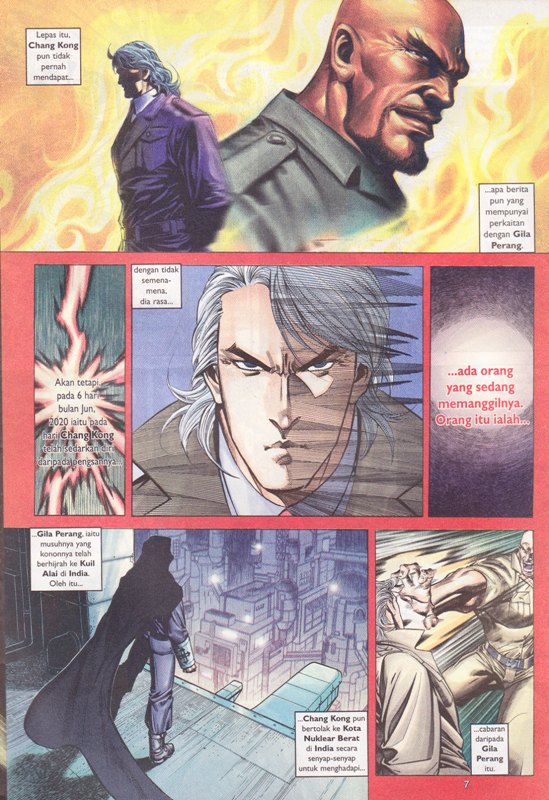 Lepas itu,
Chang Kong
pun tidak
pernah
mendapat...
...apa berita
pun yang
mempunyai
perkaitan
dengan Gila
Perang.
Akan tetapi,
pada 6 hari
bulan Jun,
2020 iaitu pada
hari Chang Kong
telah sedarkan diri
daripada pengsannya...
dengan tidak
semena-
mena,
dia rasa...
...ada orang
yang sedang
memanggilnya.
Orang itu ialah...
...Gila Perang, iaitu
musuhnya yang
kononnya telah
berhijrah ke Kuil
Alai di India.
Oleh itu...
...Chang Kong pun
bertolak ke Kota
Nuklear Berat
di India secara
senyap-senyap
untuk menghadapi...
...cabaran
daripada
Gila
Perang
itu.
7